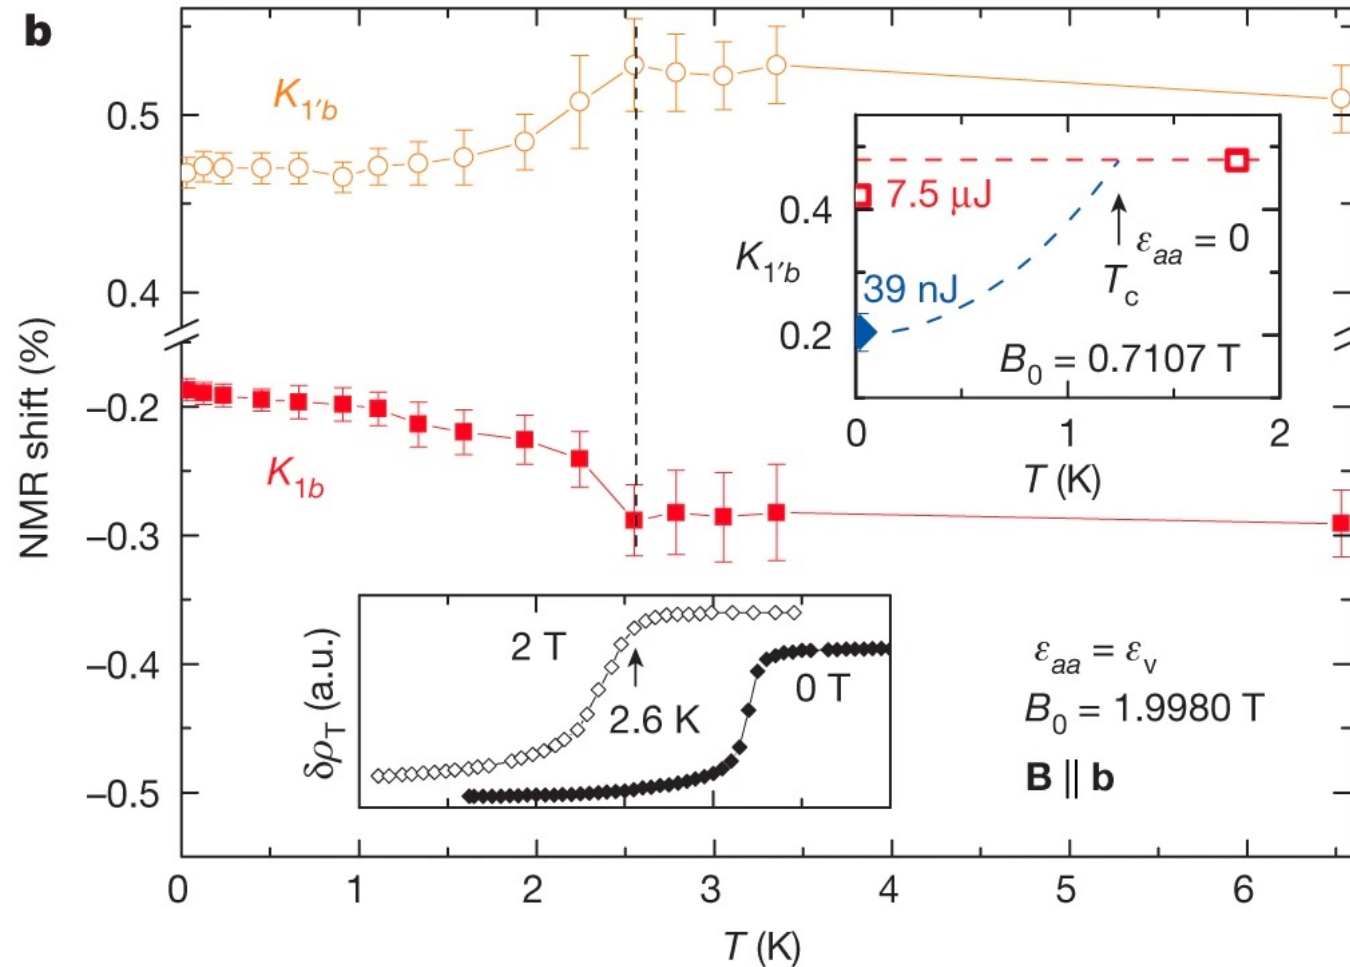 b
K1′b
0.5
0.4
NMR shift (%)
−0.2
−0.3
−0.4
−0.5
K1b
K1′b
0.4
0.2
7.5 μJ
39 nJ
εaa = 0
Tc
B0 = 0.7107 T
0 1 2
T (K)
δρT (a.u.)
2 T
2.6 K
0 T
εaa = εv
B0 = 1.9980 T
B || b
0 1 2 3 4 5 6
T (K)